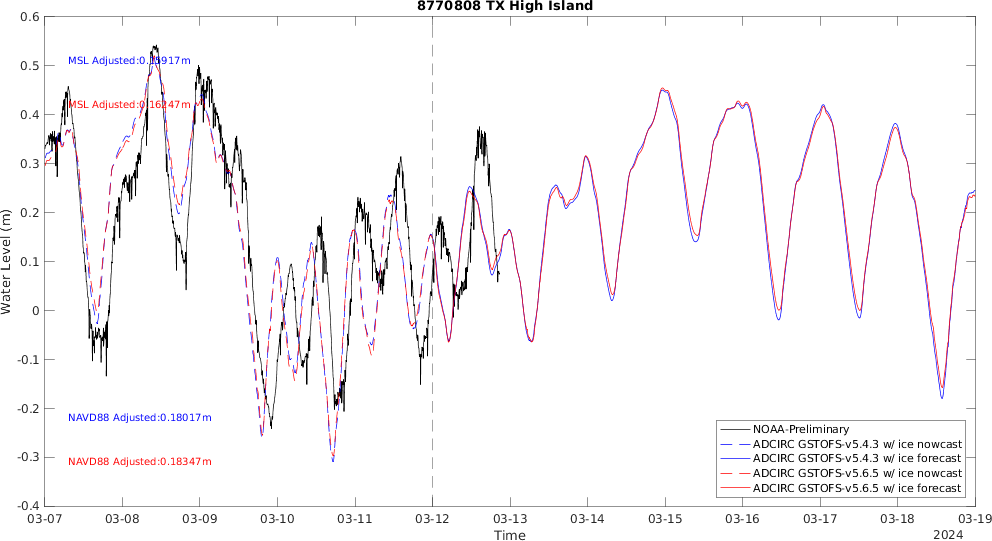 8770808 TX High Island
0.6
0.5
0.4
0.3
0.2
0.1
0
-0.1
-0.2
-0.3
-0.4
Water Level (m)
MSL Adjusted:0.15917m
MSL Adjusted:0.16247m
NAVD88 Adjusted:0.18017m
NAVD88 Adjusted:0.18347m
NOAA-Preliminary
ADCIRC GSTOFS-v5.4.3 w/ ice nowcast
ADCIRC GSTOFS-v5.4.3 w/ ice forecast
ADCIRC GSTOFS-v5.6.5 w/ ice nowcast
ADCIRC GSTOFS-v5.6.5 w/ ice forecast
03-07 03-08 03-09 03-10 03-11 03-12 03-13 03-14 03-15 03-16 03-17 03-18 03-19
Time
2024